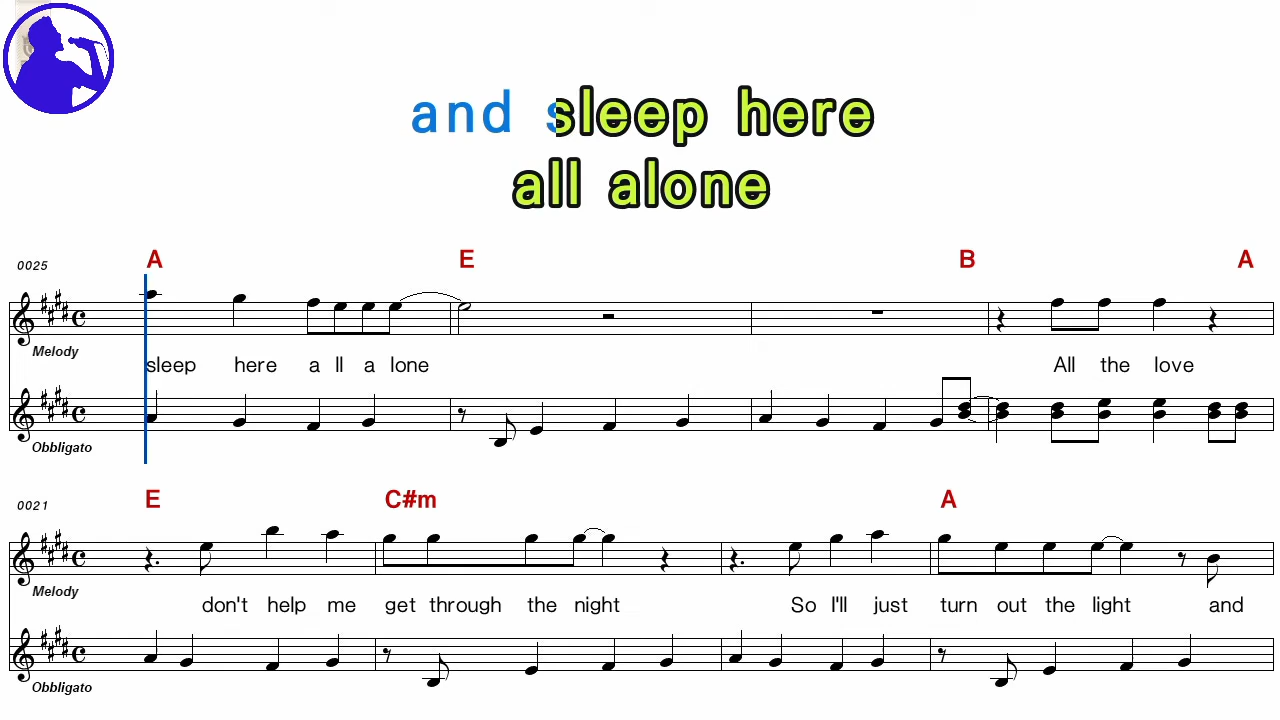 and sleep here
all alone
0025
A E B A
Melody
sleep here a ll a lone All the love
Obbligato
0021
E C#m A
Melody
don't help me get through the night So I'll just turn out the light and
Obbligato